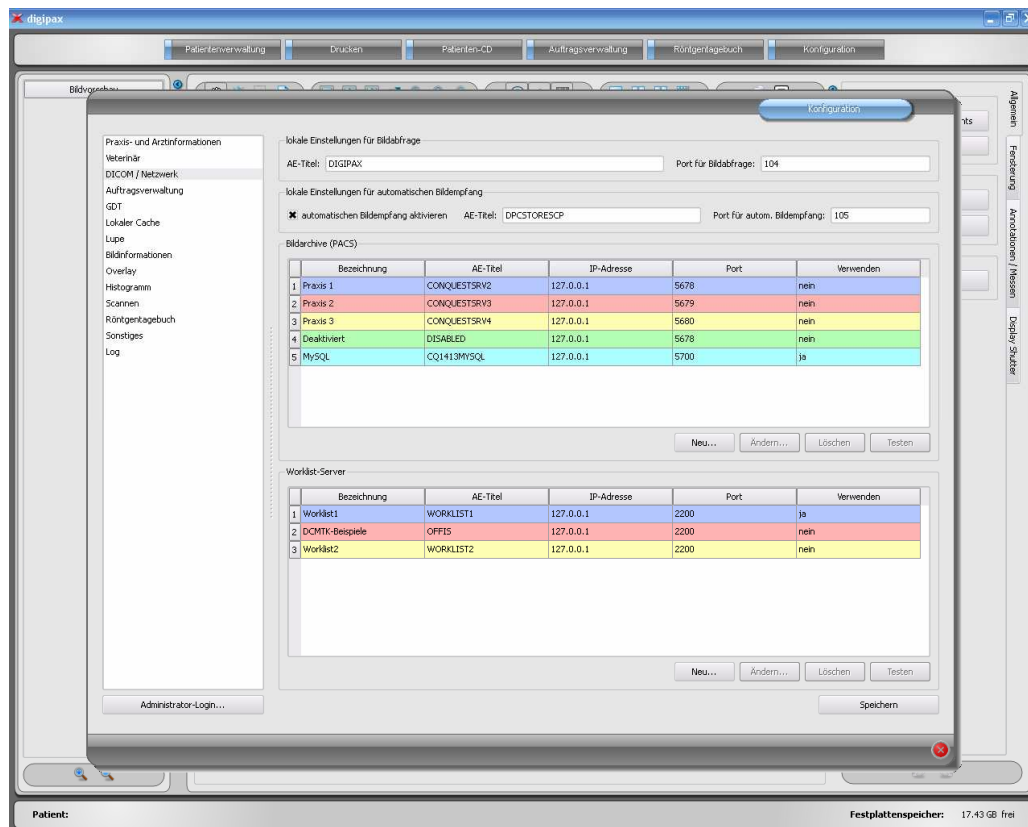 digipax
Patientenverwaltung Drucken Patienten-CD Auftragsverwaltung Röntgentagebuch Konfiguration
Bildvorschau
Konfiguration
Praxis- und Arztinformationen
Veterinär
DICOM / Netzwerk
Auftragsverwaltung
GDT
Lokaler Cache
Lupe
Bildinformationen
Overlay
Histogramm
Scannen
Röntgentagebuch
Sonstiges
Log
Administrator-Login...
lokale Einstellungen für Bildabfrage
AE-Titel: DIGIPAX Port für Bildabfrage: 104
lokale Einstellungen für automatischen Bildempfang
automatischen Bildempfang aktivieren AE-Titel: DPCSTORESCP Port für autom. Bildempfang: 105
Bildarchive (PACS)
Bezeichnung AE-Titel IP-Adresse Port Verwenden
1 Praxis 1 CONQUESTSRV2 127.0.0.1 5678 nein
2 Praxis 2 CONQUESTSRV3 127.0.0.1 5679 nein
3 Praxis 3 CONQUESTSRV4 127.0.0.1 5680 nein
4 Deaktiviert DISABLED 127.0.0.1 5678 nein
5 MySQL CQ1413MYSQL 127.0.0.1 5700 ja
Neu... Ändern... Löschen Testen
Worklist-Server
Bezeichnung AE-Titel IP-Adresse Port Verwenden
1 Worklist1 WORKLIST1 127.0.0.1 2200 ja
2 DCMTK-Beispiele OFFIS 127.0.0.1 2200 nein
3 Worklist2 WORKLIST2 127.0.0.1 2200 nein
Neu... Ändern... Löschen Testen
Speichern
nts
Allgemein
Fensterung
Annotationen / Messen
Display Shutter
Patient: Festplattenspeicher: 17.43 GB frei